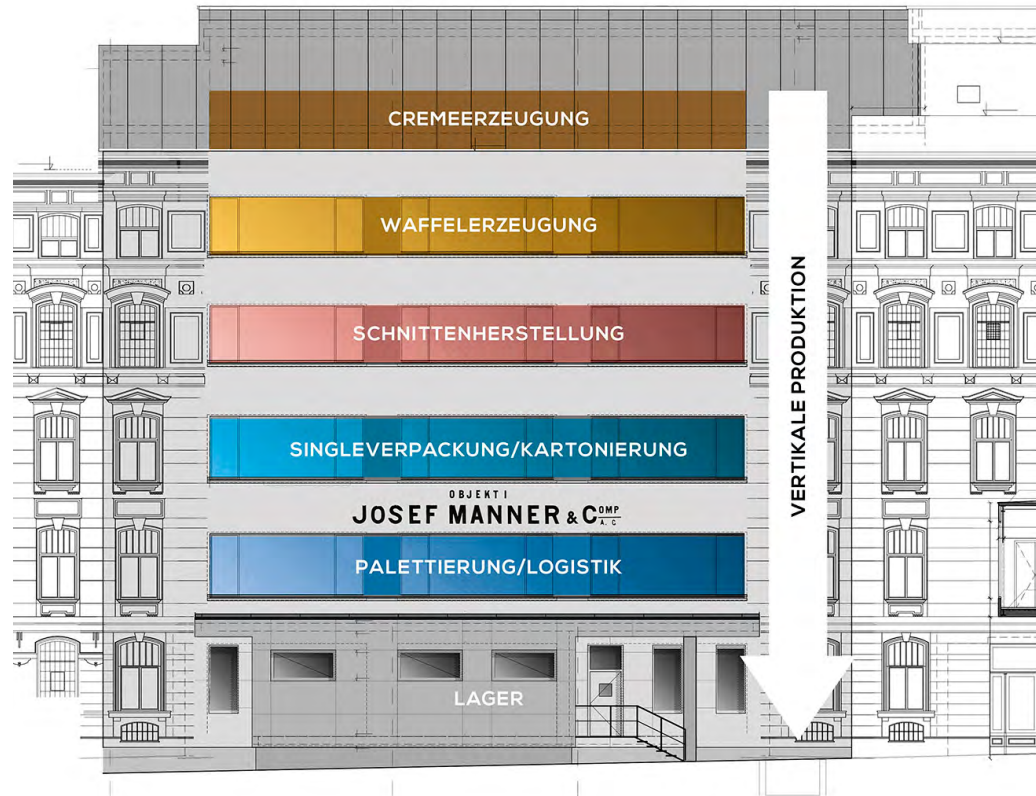 CREMEERZEUGUNG
WAFFELERZEUGUNG
SCHNITTENHERSTELLUNG
SINGLEVERPACKUNG/KARTONIERUNG
OBJEKT I
JOSEF MANNER & COMP A. G
PALETTIERUNG/LOGISTIK
LAGER
VERTIKALE PRODUKTION